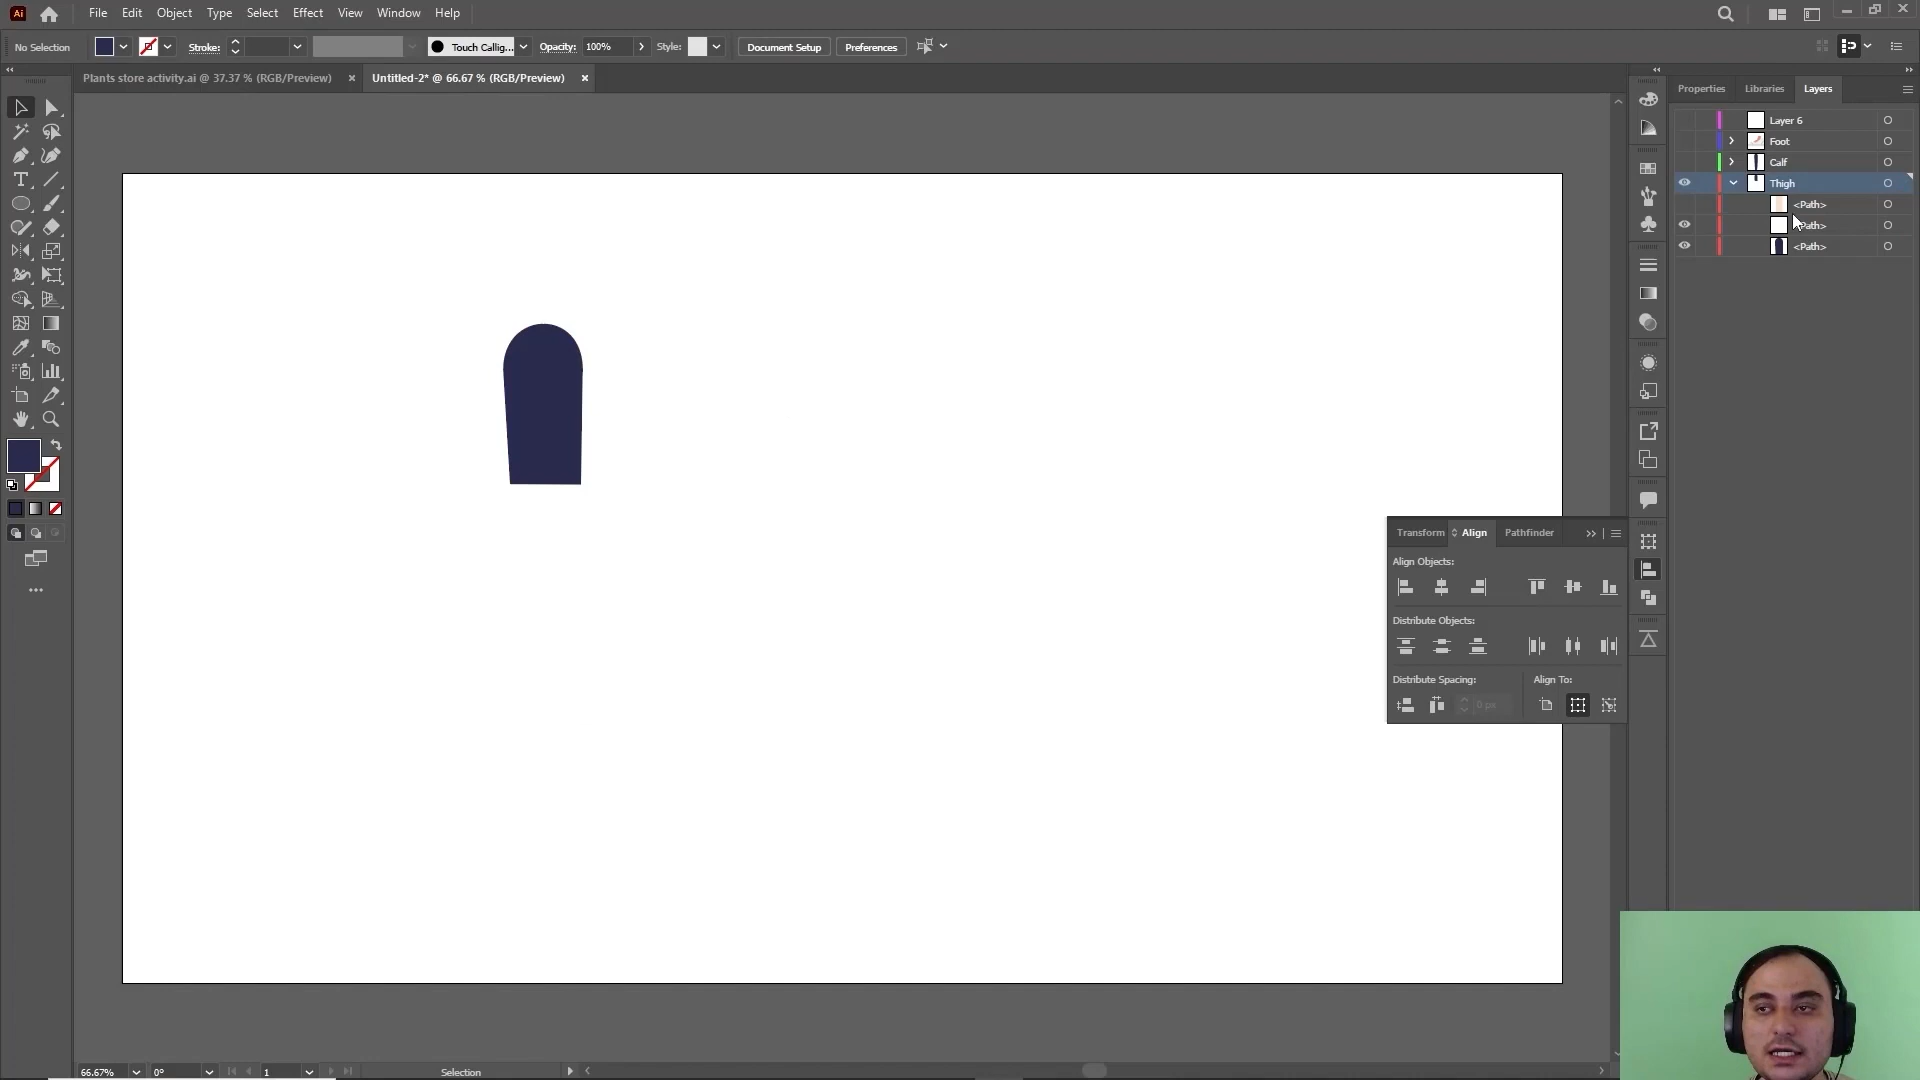 Ai File Edit Object Type Select Effect View Window Help
No Selection Stroke: Touch Callig... Opacity: 100% Style: Document Setup Preferences
Plants store activity.ai @ 37.37 % (RGB/Preview) × Untitled-2* @ 66.67 % (RGB/Preview) ×
Properties Libraries Layers
Layer 6
Foot
Calf
Thigh
<Path>
<Path>
<Path>
Transform Align Pathfinder
Align Objects:
Distribute Objects:
Distribute Spacing: Align To:
0 px
66.67% 0° 1 Selection